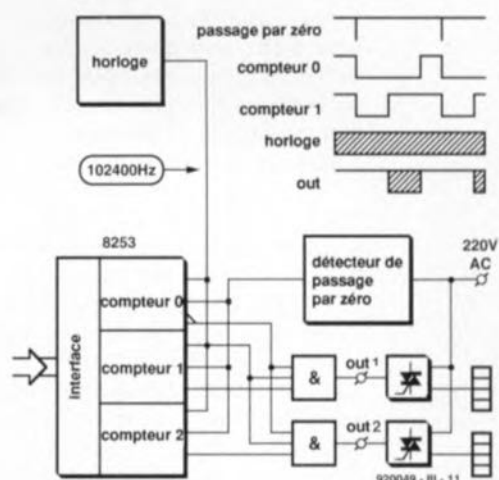 passage par zéro
horloge
compteur 0
compteur 1
horloge
out
102400Hz
8253
220V
AC
détecteur de
passage
par zéro
Interface
compteur 0
compteur 1
compteur 2
&
out 1
&
out 2
920049 - III - 11